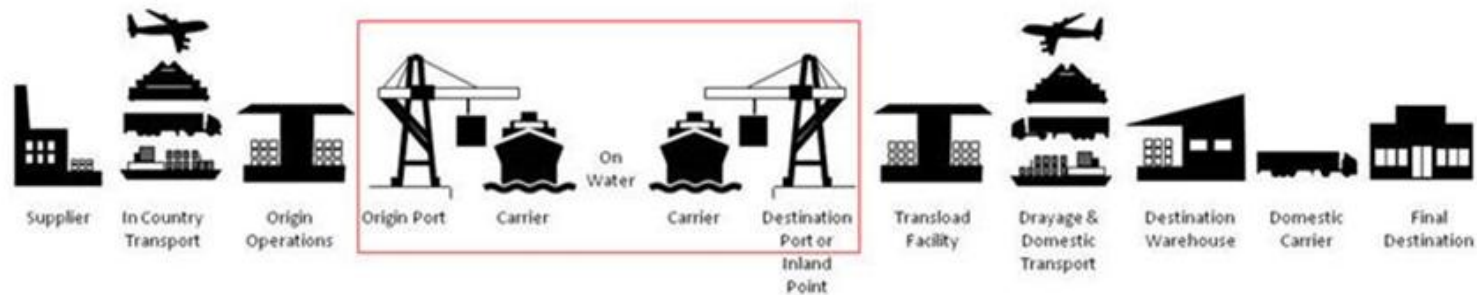 Supplier
In Country
Transport
Origin
Operations
Origin Port
Carrier
On
Water
Carrier
Destination
Port or
Inland
Point
Transload
Facility
Drayage &
Domestic
Transport
Destination
Warehouse
Domestic
Carrier
Final
Destination